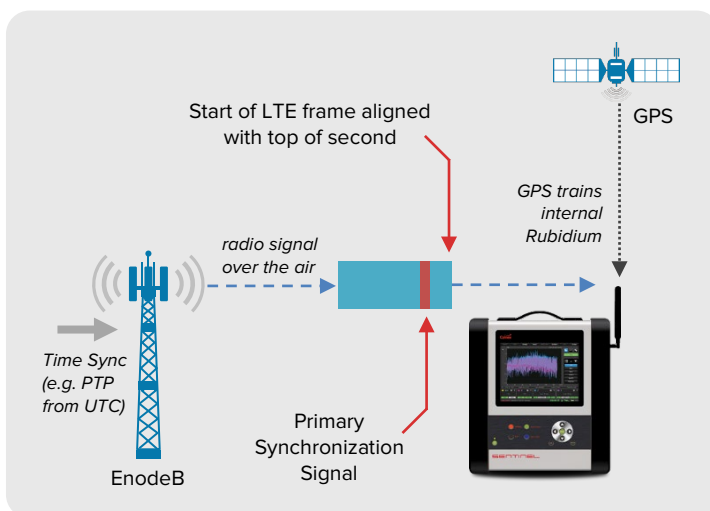 GPS
Start of LTE frame aligned
with top of second
GPS trains
internal
Rubidium
radio signal
over the air
Time Sync
(e.g. PTP
from UTC)
EnodeB
Primary
Synchronization
Signal
SENTINEL